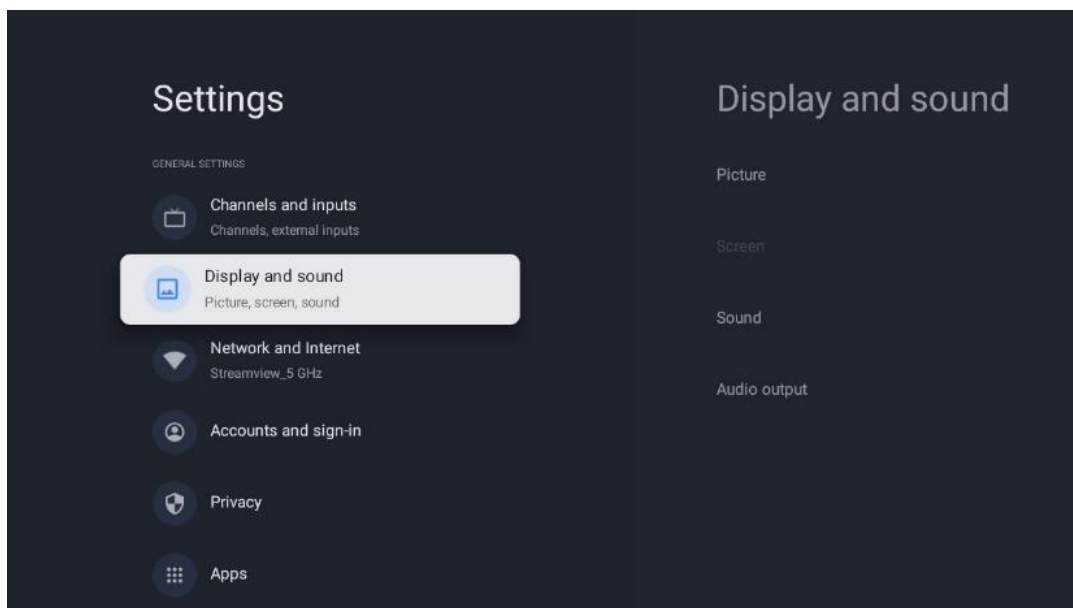 Settings
GENERAL SETTINGS
Channels and inputs
Channels, external inputs
Display and sound
Picture, screen, sound
Network and Internet
Streamview_5 GHz
Accounts and sign-in
Privacy
Apps
Display and sound
Picture
Screen
Sound
Audio output